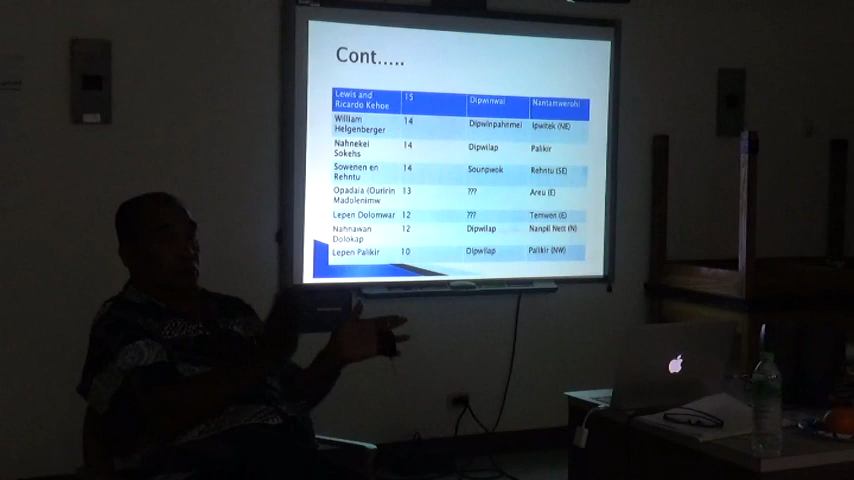 Cont.....
Lewis and Ricardo Kehoe 15 Dipwinwai Nantamwerohi
William Helgenberger 14 Dipwinpahnmei Ipwitek (NE)
Nahnekei Sokehs 14 Dipwilap Palikir
Sowenen en Rehntu 14 Sounpwok Rehntu (SE)
Opadaia (Ouririn Madolenimw 13 ??? Areu (E)
Lepen Dolomwar 12 ??? Temwen (E)
Nahnawan Dolokap 12 Dipwilap Nanpil Nett (N)
Lepen Palikir 10 Dipwilap Palikir (NW)